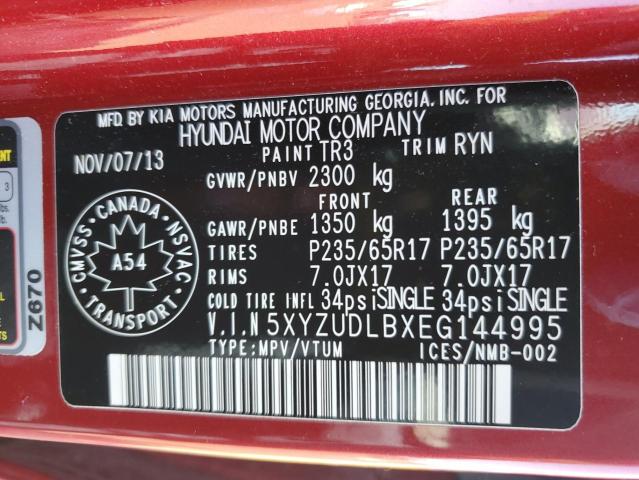 MFD. BY KIA MOTORS MANUFACTURING GEORGIA, INC. FOR
HYUNDAI MOTOR COMPANY
NOV/07/13 PAINT TR3 TRIM RYN
GVWR/PNBV 2300 kg
FRONT REAR
GAWR/PNBE 1350 kg 1395 kg
TIRES P235/65R17 P235/65R17
RIMS 7.0JX17 7.0JX17
COLD TIRE INFL 34psiSINGLE 34psiSINGLE
V.I.N 5XYZUDLBXEG144995
TYPE:MPV/VTUM ICES/NMB-002
CANADA
CMVSS
NSVAC
A54
TRANSPORT
Z670
3